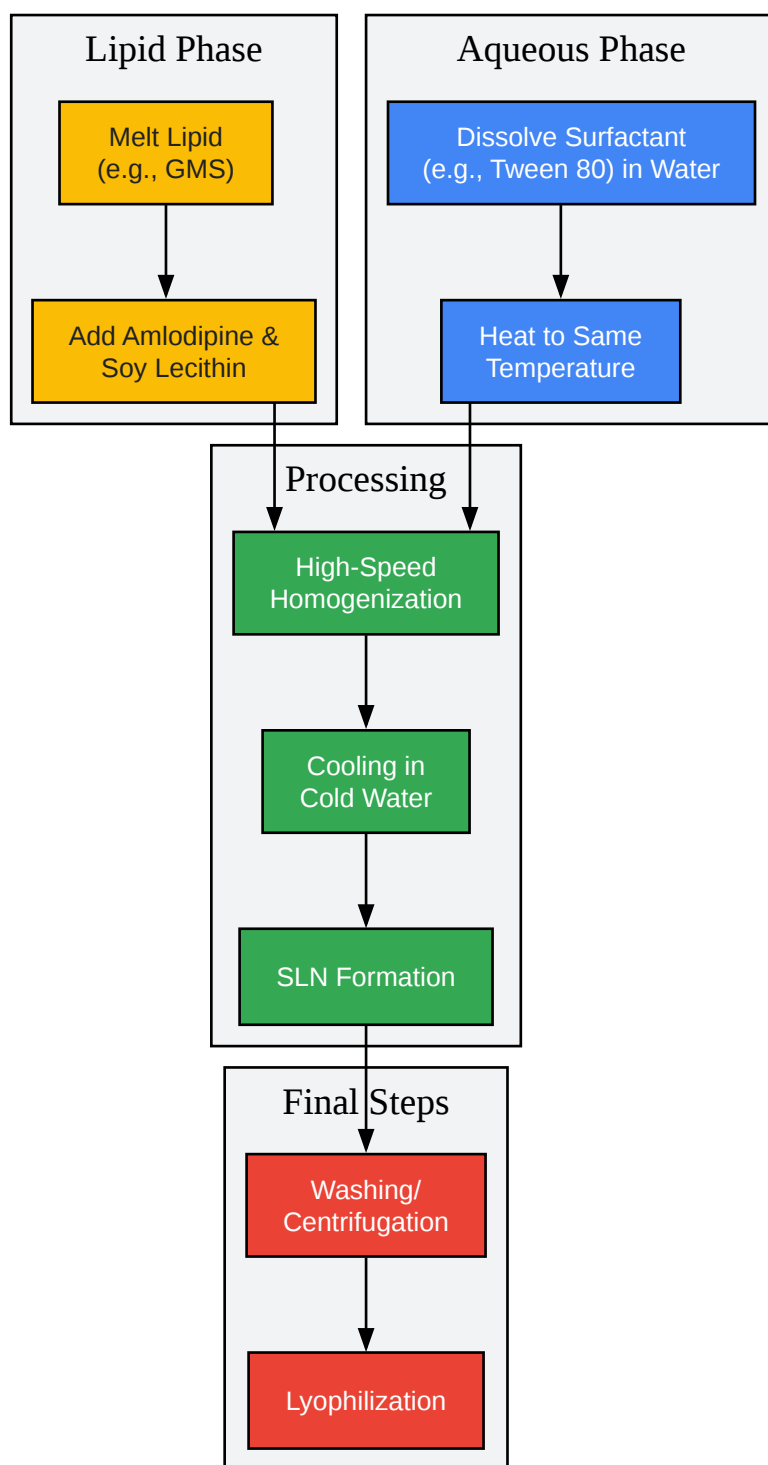 Lipid Phase
Melt Lipid
(e.g., GMS)
Add Amlodipine &
Soy Lecithin
Aqueous Phase
Dissolve Surfactant
(e.g., Tween 80) in Water
Heat to Same
Temperature
Processing
High-Speed
Homogenization
Cooling in
Cold Water
SLN Formation
Final Steps
Washing/
Centrifugation
Lyophilization